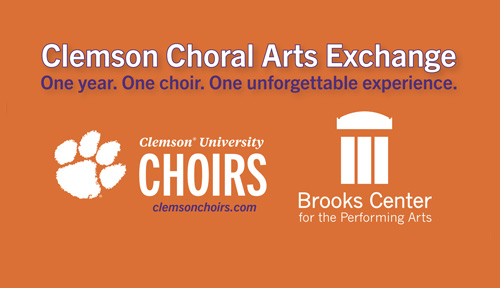 Clemson Choral Arts Exchange
One year. One choir. One unforgettable experience.
Clemson® University
CHOIRS
clemsonchoirs.com
Brooks Center
for the Performing Arts